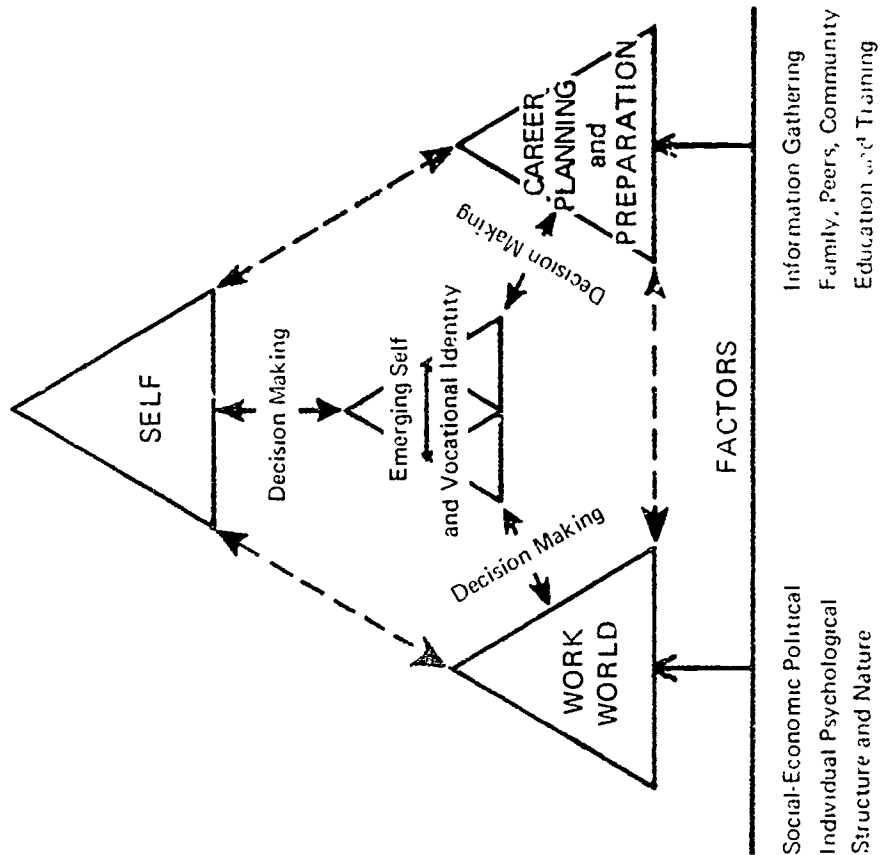 SELF
Decision Making
Emerging Self
and Vocational Identity
Decision Making
Decision Making
WORK
WORLD
CAREER
PLANNING
and
PREPARATION
FACTORS
Social-Economic Political
Individual Psychological
Structure and Nature
Information Gathering
Family, Peers, Community
Education and Training